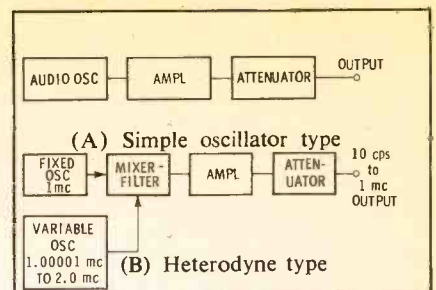 AUDIO OSC
AMPL
ATTENUATOR
OUTPUT
(A) Simple oscillator type
FIXED
OSC
1mc
MIXER-
FILTER
AMPL
ATTEN-
UATOR
10 cps
to
1 mc
OUTPUT
VARIABLE
OSC
1.00001 mc
TO 2.0 mc
(B) Heterodyne type